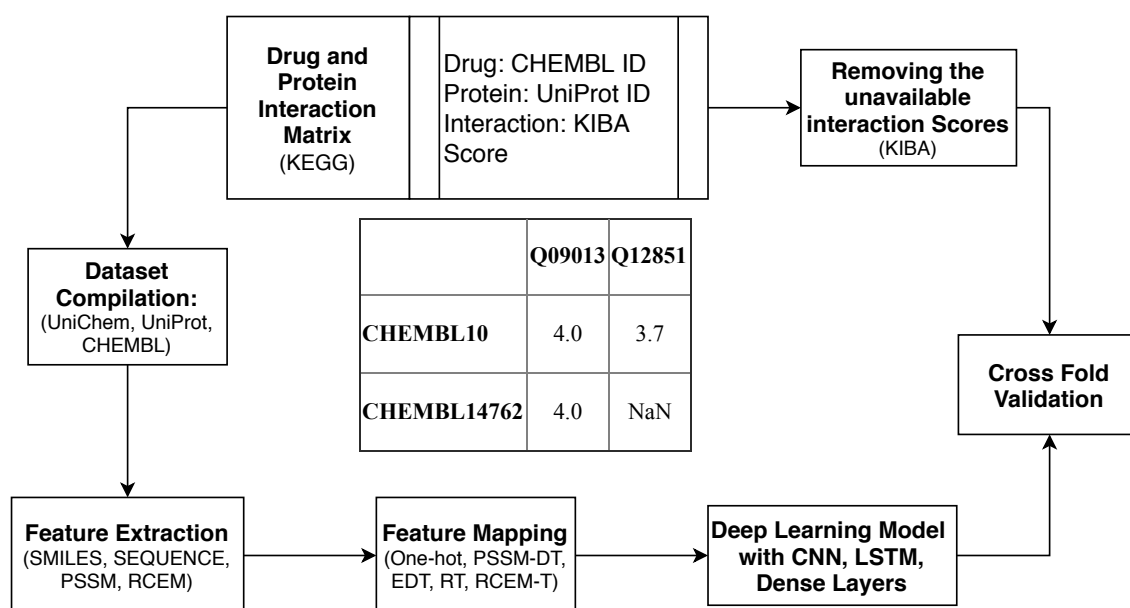 Drug and
Protein
Interaction
Matrix
(KEGG)
Drug: CHEMBL ID
Protein: UniProt ID
Interaction: KIBA
Score
Removing the
unavailable
interaction Scores
(KIBA)
Dataset
Compilation:
(UniChem, UniProt,
CHEMBL)
Q09013 Q12851
CHEMBL10 4.0 3.7
CHEMBL14762 4.0 NaN
Cross Fold
Validation
Feature Extraction
(SMILES, SEQUENCE,
PSSM, RCEM)
Feature Mapping
(One-hot, PSSM-DT,
EDT, RT, RCEM-T)
Deep Learning Model
with CNN, LSTM,
Dense Layers